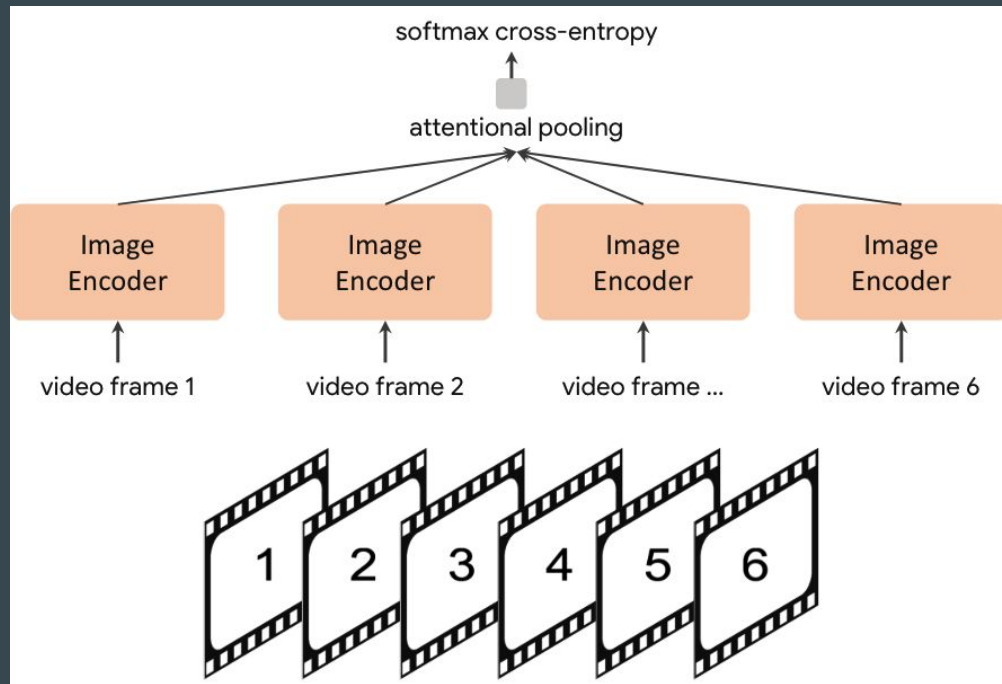 softmax cross-entropy
attentional pooling
Image Encoder
Image Encoder
Image Encoder
Image Encoder
video frame 1
video frame 2
video frame ...
video frame 6
1
2
3
4
5
6